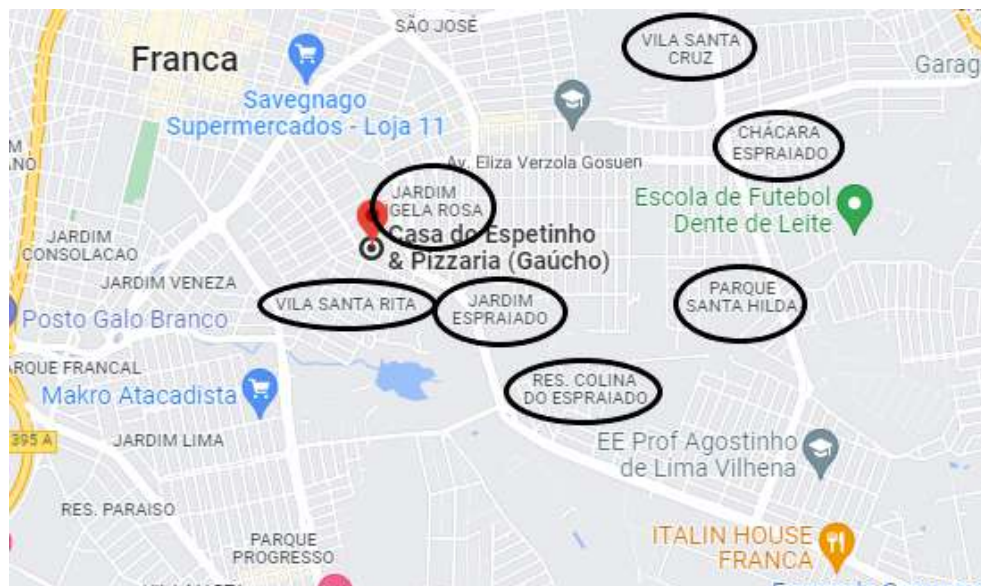 SÃO JOSÉ
VILA SANTA
CRUZ
Franca
Garag
Savegnago
Supermercados - Loja 11
CHÁCARA
ESPRAIADO
Av. Eliza Verzola Gosuen
JARDIM
GELA ROSA
Escola de Futebol
Dente de Leite
JARDIM
CONSOLACAO
Casa do Espetinho
& Pizzaria (Gaúcho)
JARDIM VENEZA
VILA SANTA RITA
JARDIM
ESPRAIADO
PARQUE
SANTA HILDA
Posto Galo Branco
ARQUE FRANCAL
Makro Atacadista
RES. COLINA
DO ESPRAIADO
395 A
JARDIM LIMA
EE Prof Agostinho
de Lima Vilhena
RES. PARAISO
PARQUE
PROGRESSO
ITALIN HOUSE
FRANCA